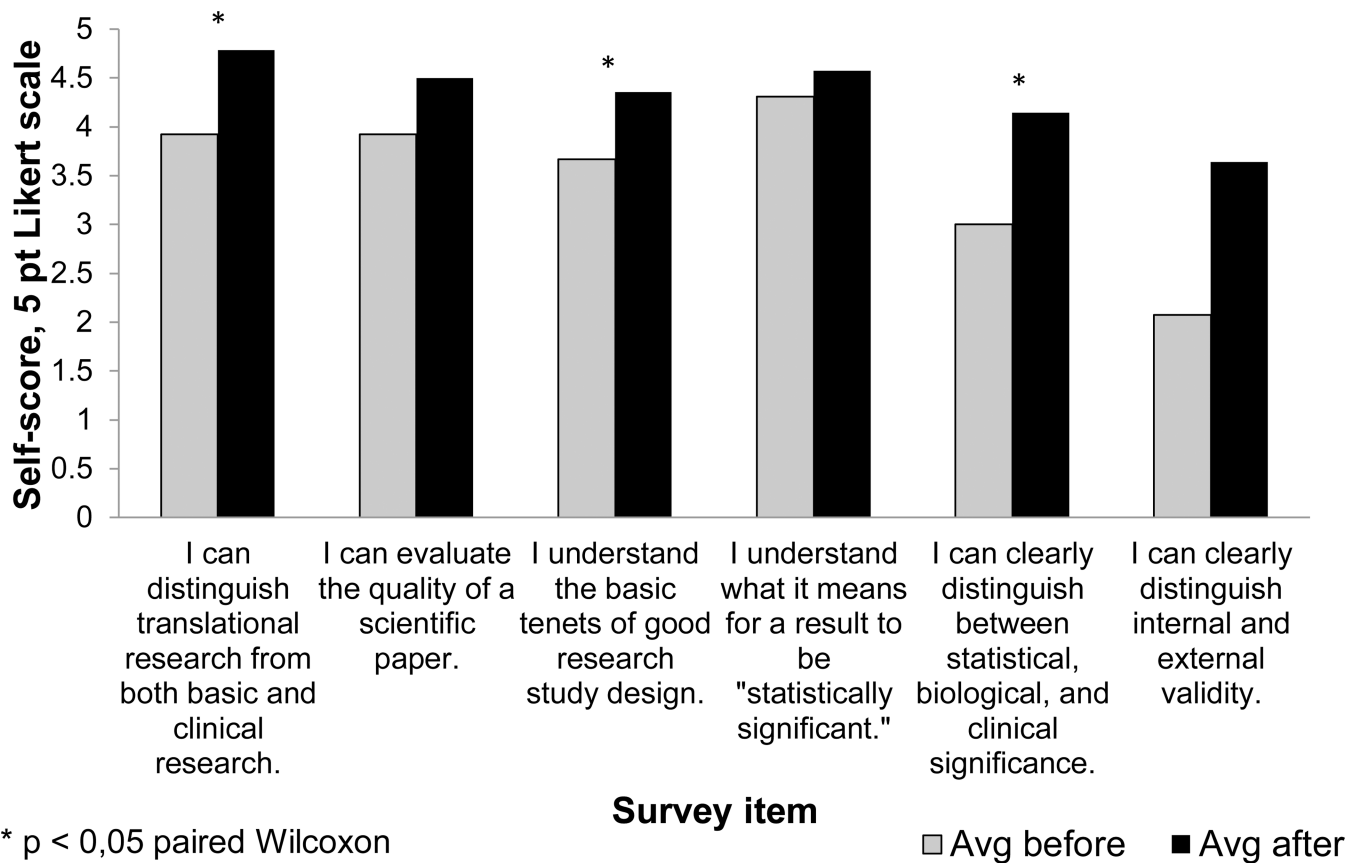 Self-score, 5 pt Likert scale
5
4.5
4
3.5
3
2.5
2
1.5
1
0.5
0
*
*
*
I can
distinguish
translational
research from
both basic and
clinical
research.
I can evaluate
the quality of a
scientific
paper.
I understand
the basic
tenets of good
research
study design.
I understand
what it means
for a result to
be
"statistically
significant."
I can clearly
distinguish
between
statistical,
biological, and
clinical
significance.
I can clearly
distinguish
internal and
external
validity.
Survey item
* p < 0,05 paired Wilcoxon
Avg before
Avg after